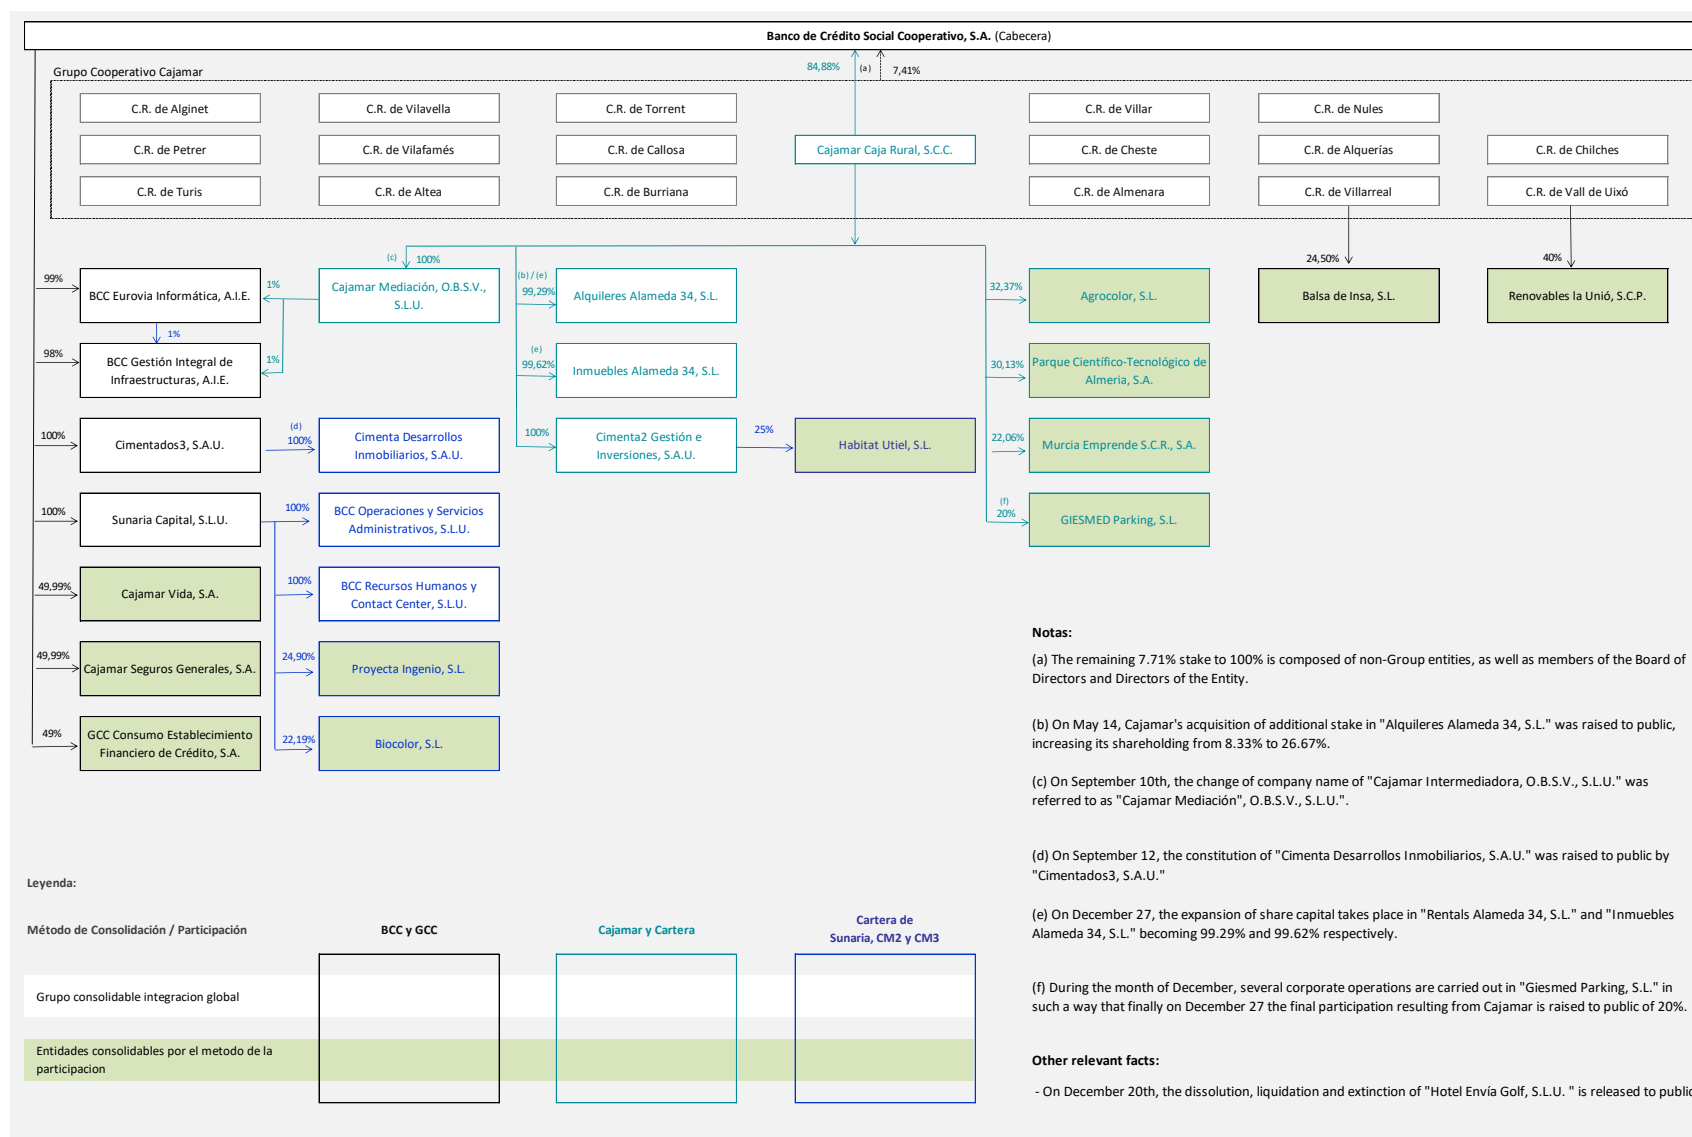 Banco de Crédito Social Cooperativo, S.A. (Cabecera)
Grupo Cooperativo Cajamar
84,88%
(a)
7,41%
C.R. de Alginet
C.R. de Vilavella
C.R. de Torrent
C.R. de Villar
C.R. de Nules
C.R. de Petrer
C.R. de Vilafamés
C.R. de Callosa
Cajamar Caja Rural, S.C.C.
C.R. de Cheste
C.R. de Alquerías
C.R. de Chilches
C.R. de Turis
C.R. de Altea
C.R. de Burriana
C.R. de Almenara
C.R. de Villarreal
C.R. de Vall de Uixó
99%
BCC Eurovia Informática, A.I.E.
1%
(c)
100%
Cajamar Mediación, O.B.S.V.,
S.L.U.
(b) / (e)
99,29%
Alquileres Alameda 34, S.L.
32,37%
Agrocolor, S.L.
24,50%
Balsa de Insa, S.L.
40%
Renovables la Unió, S.C.P.
1%
98%
BCC Gestión Integral de
Infraestructuras, A.I.E.
1%
(e)
99,62%
Inmuebles Alameda 34, S.L.
30,13%
Parque Científico-Tecnológico de
Almeria, S.A.
100%
Cimentados3, S.A.U.
(d)
100%
Cimenta Desarrollos
Inmobiliarios, S.A.U.
100%
Cimenta2 Gestión e
Inversiones, S.A.U.
25%
Habitat Utiel, S.L.
22,06%
Murcia Emprende S.C.R., S.A.
100%
Sunaria Capital, S.L.U.
100%
BCC Operaciones y Servicios
Administrativos, S.L.U.
(f)
20%
GIESMED Parking, S.L.
49,99%
Cajamar Vida, S.A.
100%
BCC Recursos Humanos y
Contact Center, S.L.U.
49,99%
Cajamar Seguros Generales, S.A.
24,90%
Proyecta Ingenio, S.L.
49%
GCC Consumo Establecimiento
Financiero de Crédito, S.A.
22,19%
Biocolor, S.L.
Notas:
(a) The remaining 7.71% stake to 100% is composed of non-Group entities, as well as members of the Board of
Directors and Directors of the Entity.
(b) On May 14, Cajamar's acquisition of additional stake in "Alquileres Alameda 34, S.L." was raised to public,
increasing its shareholding from 8.33% to 26.67%.
(c) On September 10th, the change of company name of "Cajamar Intermediadora, O.B.S.V., S.L.U." was
referred to as "Cajamar Mediación", O.B.S.V., S.L.U.".
(d) On September 12, the constitution of "Cimenta Desarrollos Inmobiliarios, S.A.U." was raised to public by
"Cimentados3, S.A.U."
(e) On December 27, the expansion of share capital takes place in "Rentals Alameda 34, S.L." and "Inmuebles
Alameda 34, S.L." becoming 99.29% and 99.62% respectively.
(f) During the month of December, several corporate operations are carried out in "Giesmed Parking, S.L." in
such a way that finally on December 27 the final participation resulting from Cajamar is raised to public of 20%.
Other relevant facts:
- On December 20th, the dissolution, liquidation and extinction of "Hotel Envía Golf, S.L.U. " is released to public
Leyenda:
Método de Consolidación / Participación
BCC y GCC
Cajamar y Cartera
Cartera de
Sunaria, CM2 y CM3
Grupo consolidable integracion global
Entidades consolidables por el metodo de la
participacion